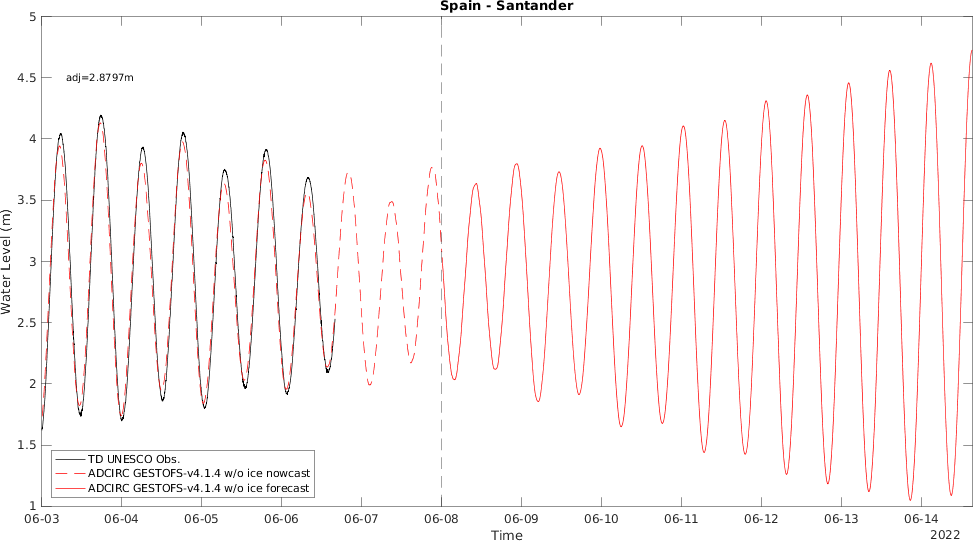 Spain - Santander
adj=2.8797m
Water Level (m)
5
4.5
4
3.5
3
2.5
2
1.5
1
TD UNESCO Obs.
ADCIRC GESTOFS-v4.1.4 w/o ice nowcast
ADCIRC GESTOFS-v4.1.4 w/o ice forecast
06-03 06-04 06-05 06-06 06-07 06-08 06-09 06-10 06-11 06-12 06-13 06-14
Time
2022